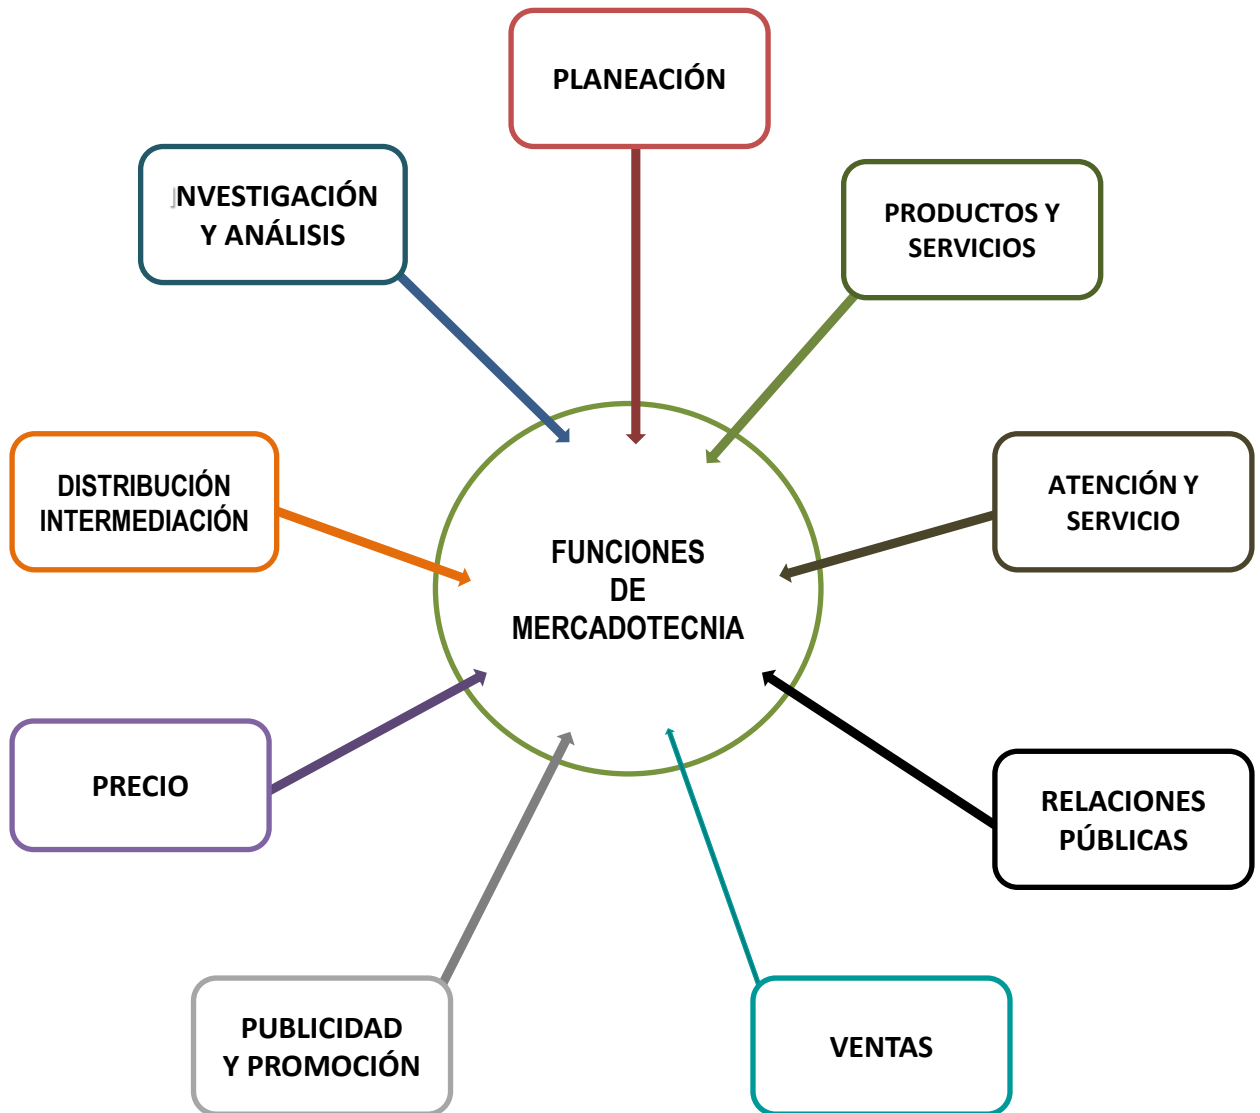 PLANEACIÓN
INVESTIGACIÓN
Y ANÁLISIS
PRODUCTOS Y
SERVICIOS
DISTRIBUCIÓN
INTERMEDIACIÓN
ATENCIÓN Y
SERVICIO
FUNCIONES
DE
MERCADOTECNIA
PRECIO
RELACIONES
PÚBLICAS
PUBLICIDAD
Y PROMOCIÓN
VENTAS